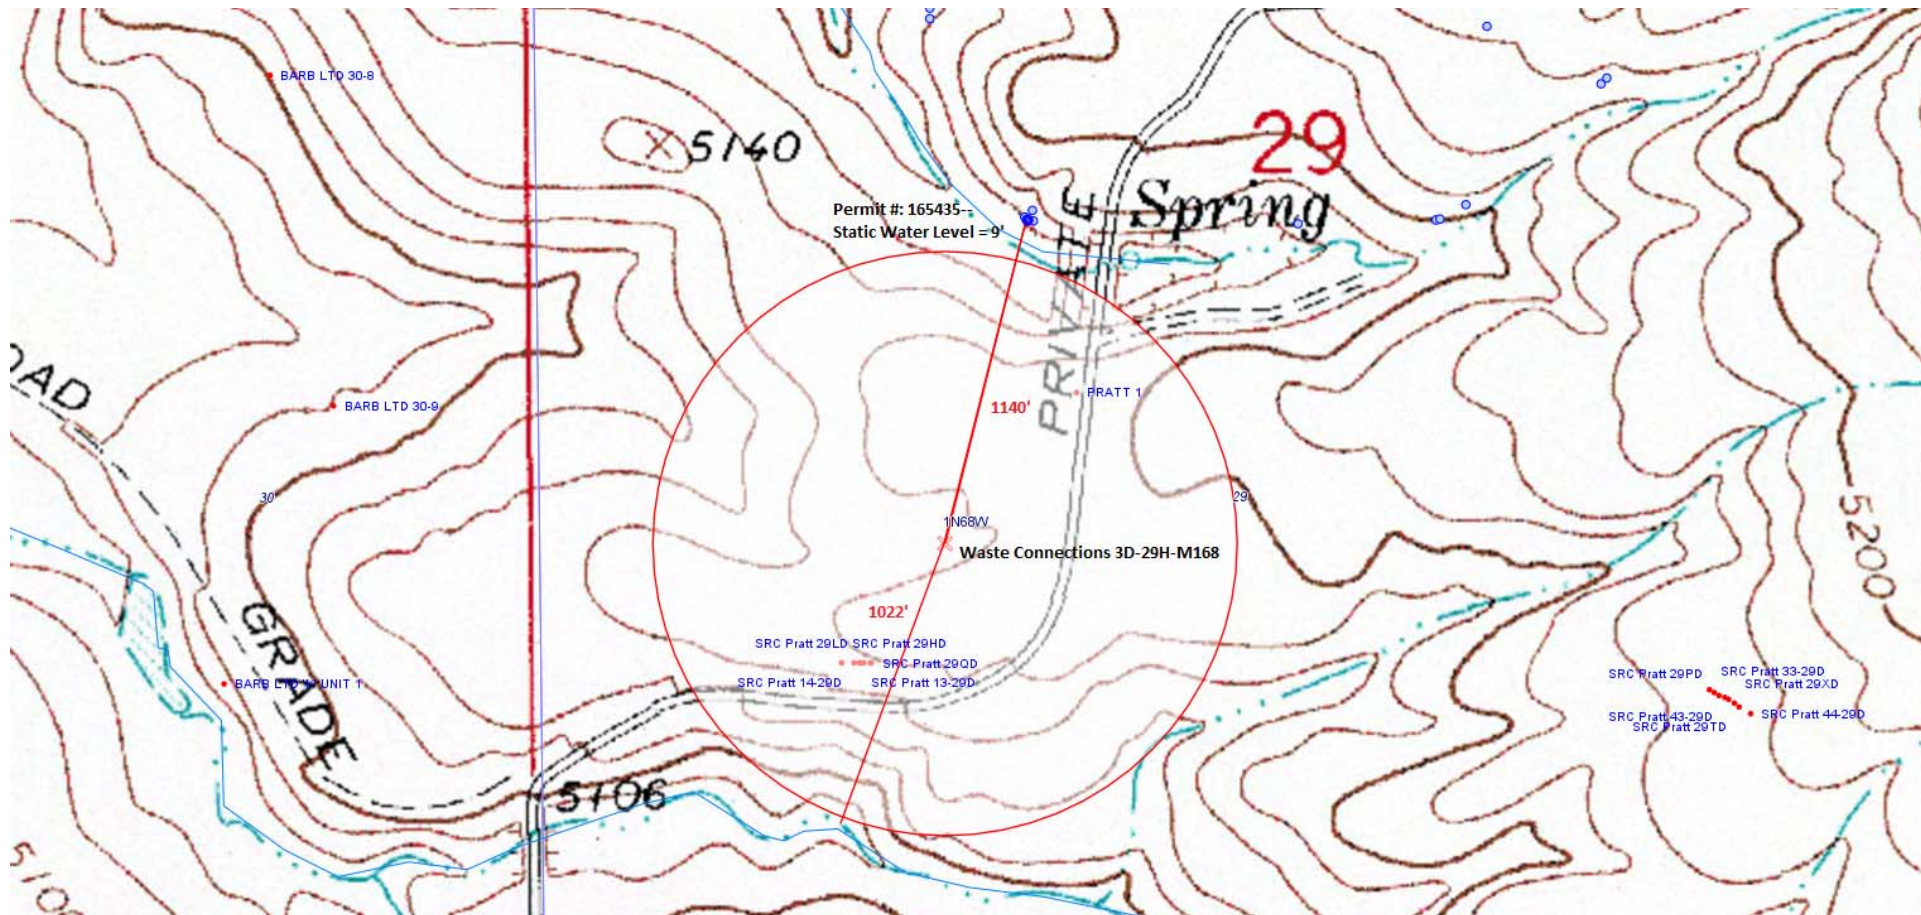 BARB LTD 30-8
5140
29
Permit #: 165435--
Static Water Level = 9'
Spring
PRIVATE
PRATT 1
1140'
BARB LTD 30-9
30
29
1N68W
Waste Connections 3D-29H-M168
1022'
SRC Pratt 29LD SRC Pratt 29HD
SRC Pratt 29QD
SRC Pratt 14-29D
SRC Pratt 13-29D
GRADE
5106
5200
SRC Pratt 29PD
SRC Pratt 33-29D
SRC Pratt 29XD
SRC Pratt 43-29D
SRC Pratt 44-29D
SRC Pratt 29TD